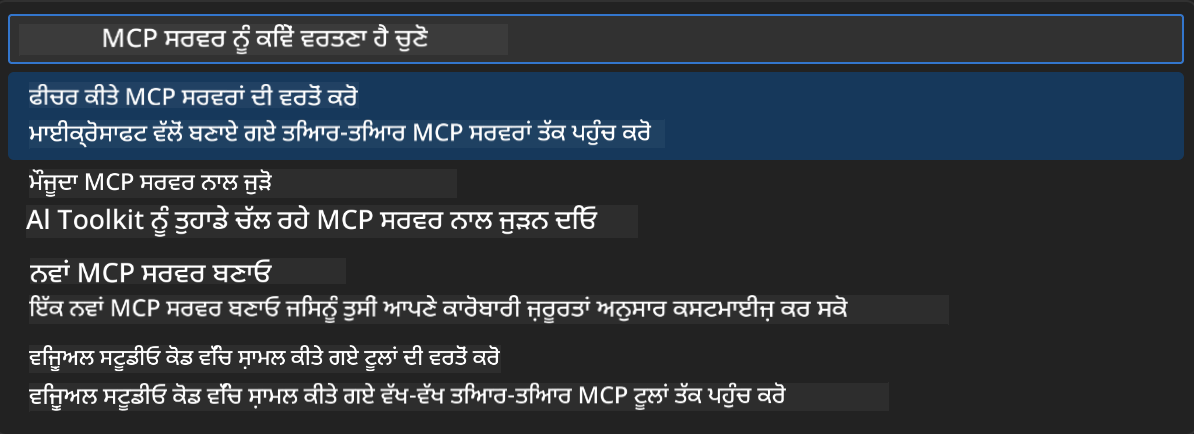 MCP ਸਰਵਰ ਨੂੰ ਕਿਵੇਂ ਵਰਤਣਾ ਹੈ ਚੁਣੋ
ਫੀਚਰ ਕੀਤੇ MCP ਸਰਵਰਾਂ ਦੀ ਵਰਤੋਂ ਕਰੋ
ਮਾਈਕ੍ਰੋਸਾਫਟ ਵੱਲੋਂ ਬਣਾਏ ਗਏ ਤਿਆਰ-ਤਿਆਰ MCP ਸਰਵਰਾਂ ਤੱਕ ਪਹੁੰਚ ਕਰੋ
ਮੌਜੂਦਾ MCP ਸਰਵਰ ਨਾਲ ਜੁੜੋ
AI Toolkit ਨੂੰ ਤੁਹਾਡੇ ਚੱਲ ਰਹੇ MCP ਸਰਵਰ ਨਾਲ ਜੁੜਨ ਦਿਓ
ਨਵਾਂ MCP ਸਰਵਰ ਬਣਾਓ
ਇੱਕ ਨਵਾਂ MCP ਸਰਵਰ ਬਣਾਓ ਜਿਸਨੂੰ ਤੁਸੀ ਆਪਣੇ ਕਾਰੋਬਾਰੀ ਜ਼ਰੂਰਤਾਂ ਅਨੁਸਾਰ ਕਸਟਮਾਈਜ਼ ਕਰ ਸਕੋ
ਵਿਜ਼ੂਅਲ ਸਟੂਡੀਓ ਕੋਡ ਵਿੱਚ ਸ਼ਾਮਲ ਕੀਤੇ ਗਏ ਟੂਲਾਂ ਦੀ ਵਰਤੋਂ ਕਰੋ
ਵਿਜ਼ੂਅਲ ਸਟੂਡੀਓ ਕੋਡ ਵਿੱਚ ਸ਼ਾਮਲ ਕੀਤੇ ਗਏ ਵੱਖ-ਵੱਖ ਤਿਆਰ-ਤਿਆਰ MCP ਟੂਲਾਂ ਤੱਕ ਪਹੁੰਚ ਕਰੋ